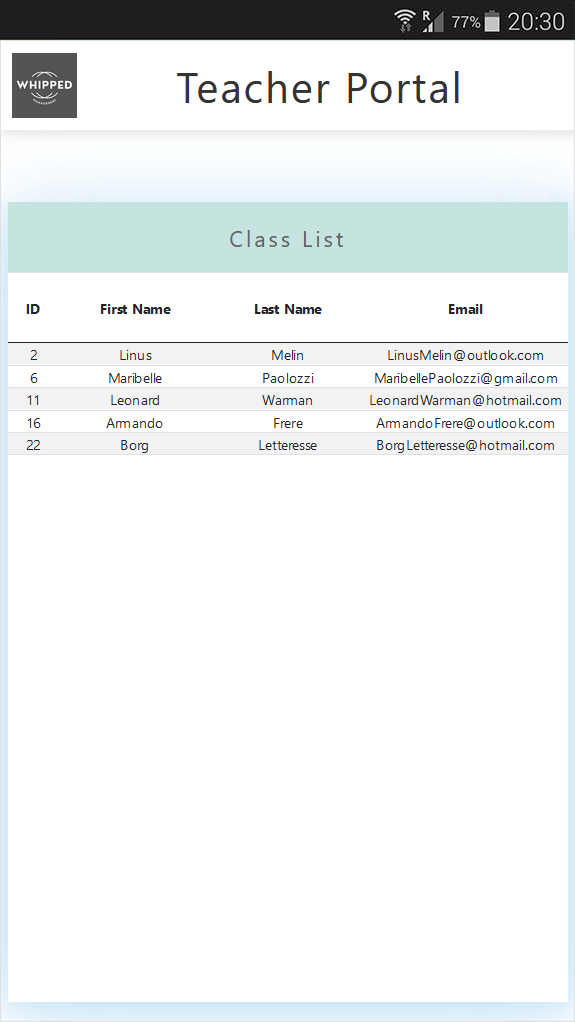 R 77% 20:30
WHIPPED
MANAGEMENT
Teacher Portal
Class List
ID First Name Last Name Email
2 Linus Melin LinusMelin@outlook.com
6 Maribelle Paolozzi MaribellePaolozzi@gmail.com
11 Leonard Warman LeonardWarman@hotmail.com
16 Armando Frere ArmandoFrere@outlook.com
22 Borg Letteresse BorgLetteresse@hotmail.com